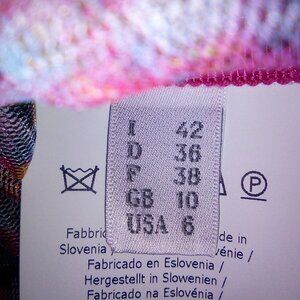 I 42
D 36
F 38
GB 10
USA 6
P
Fabbric de in
Slovenia vénie /
Fabricado en Eslovenia /
Hergestellt in Slowenien /
Fabricado na Eslovénia /